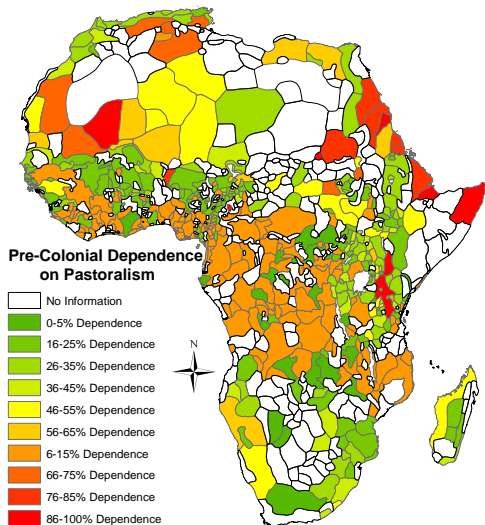 Pre-Colonial Dependence
on Pastoralism
No Information
0-5% Dependence
16-25% Dependence
26-35% Dependence
36-45% Dependence
46-55% Dependence
56-65% Dependence
6-15% Dependence
66-75% Dependence
76-85% Dependence
86-100% Dependence
N